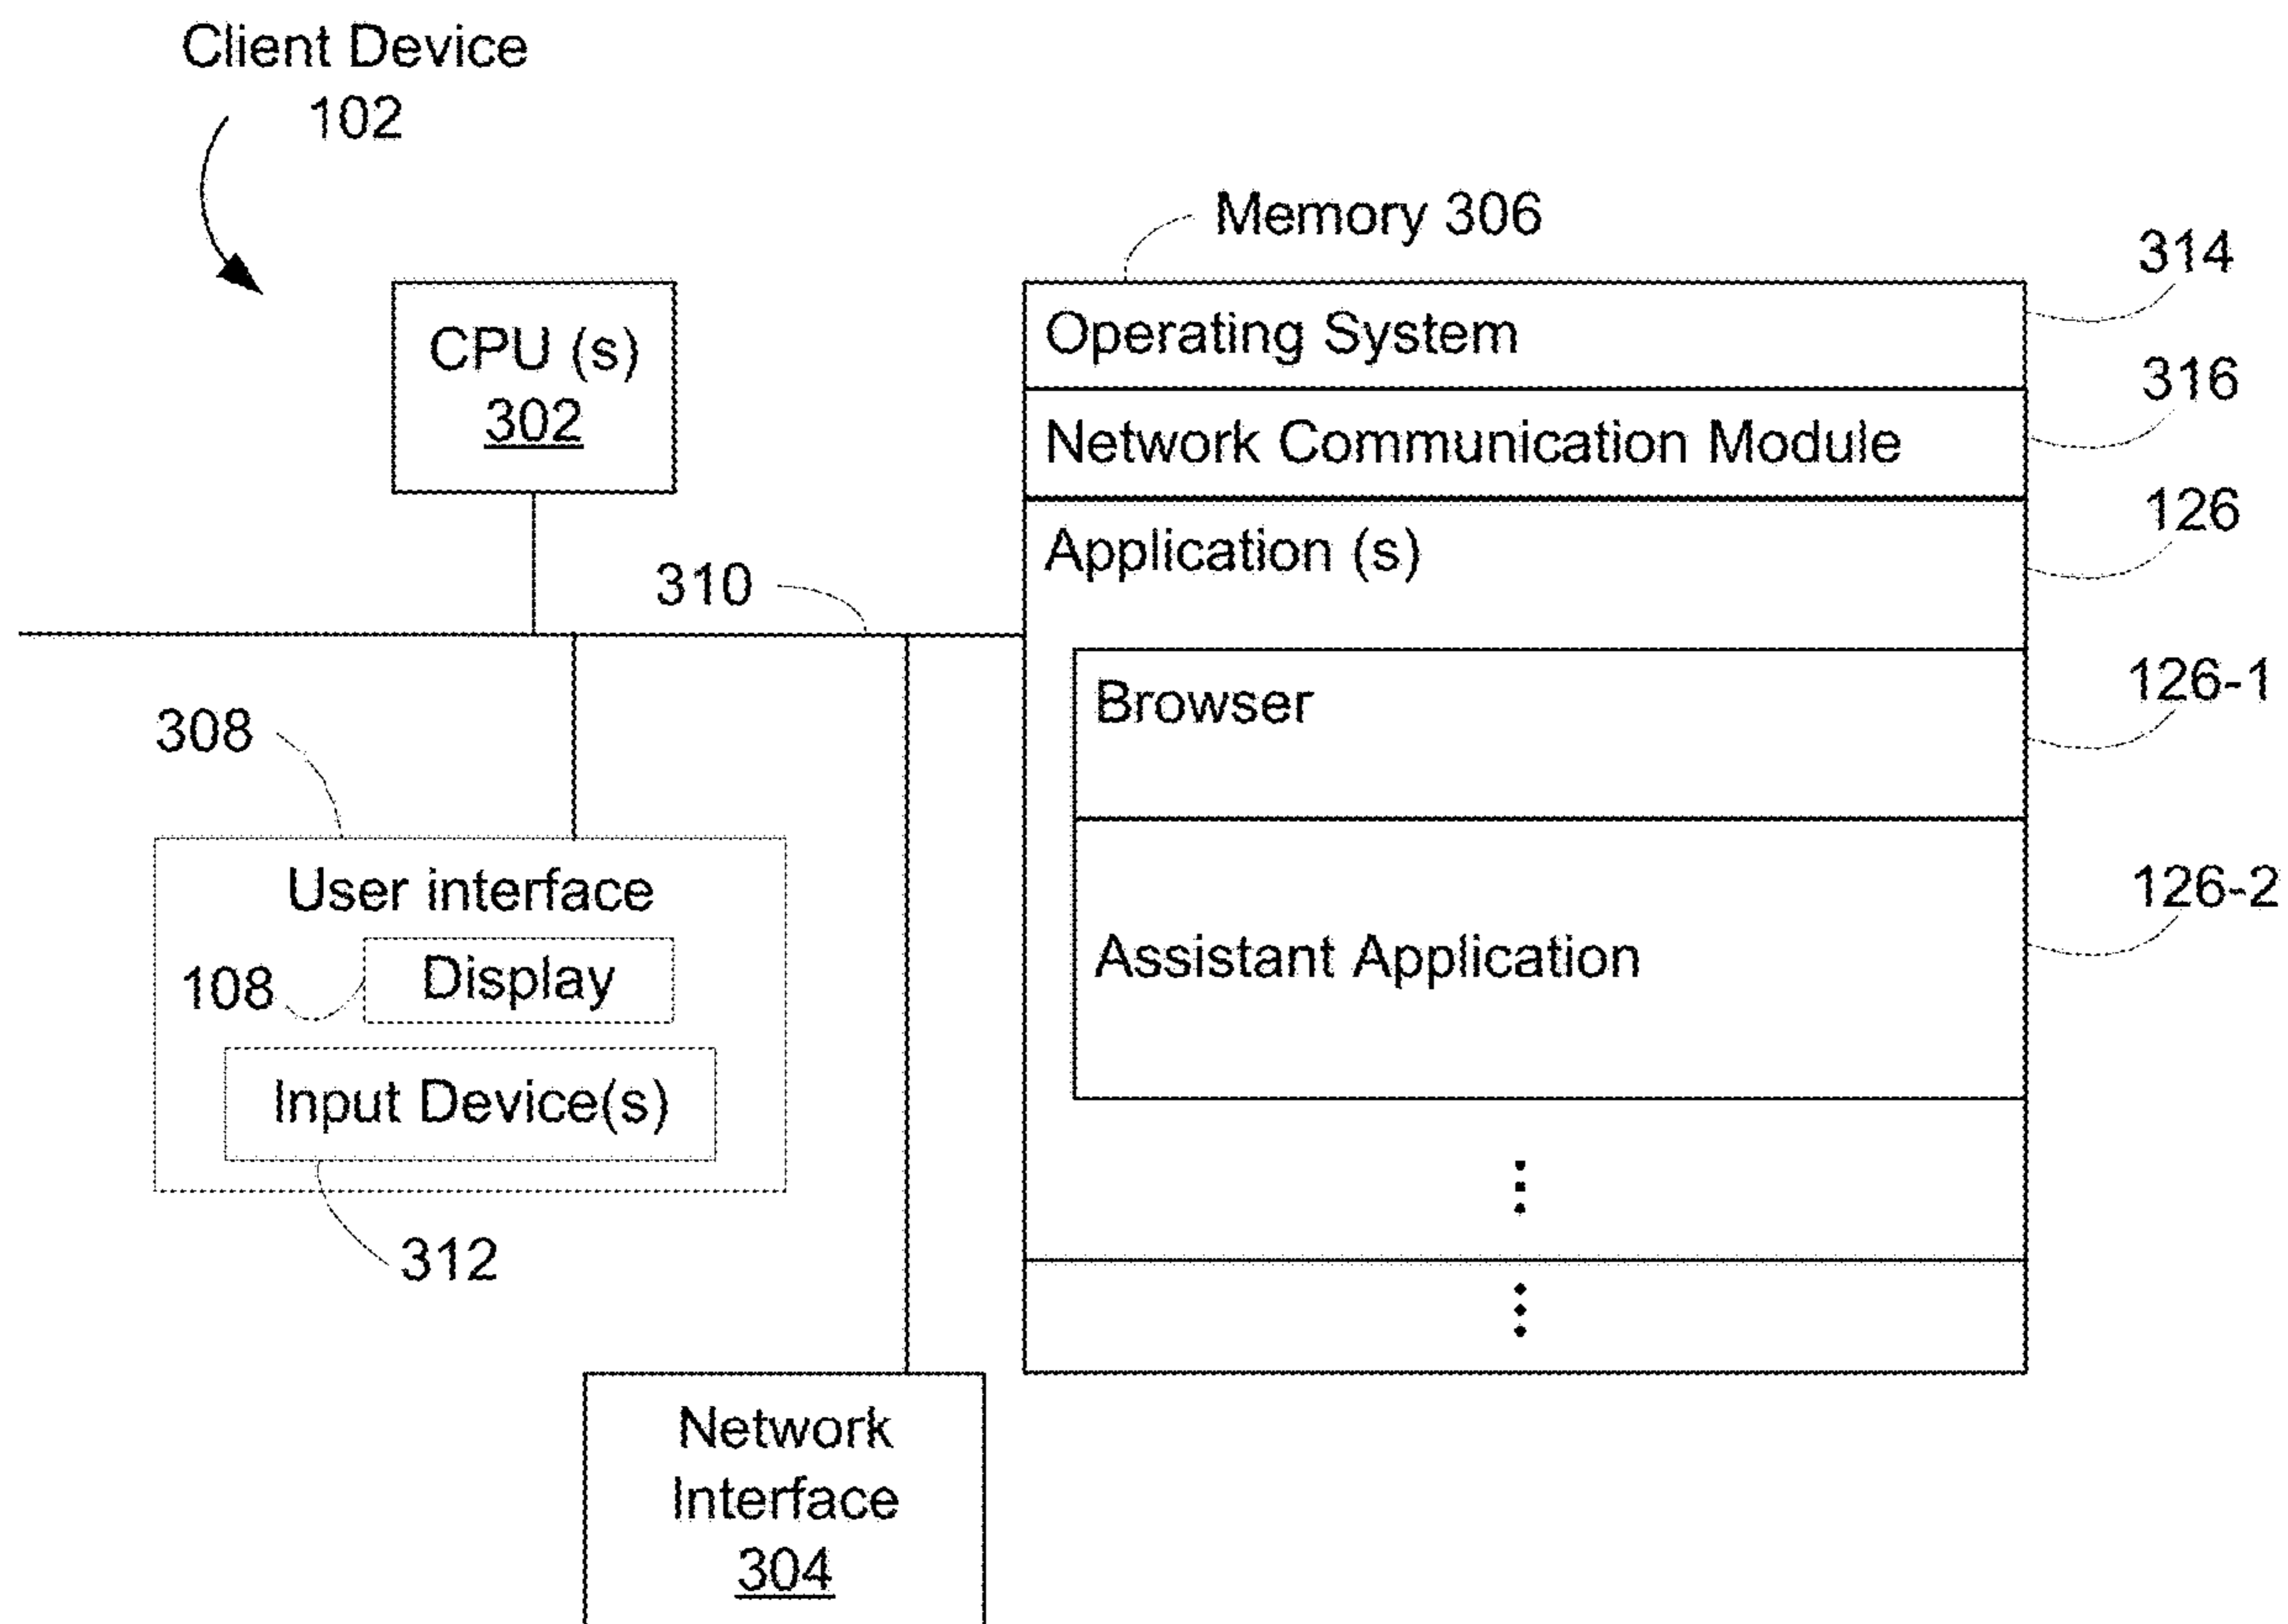 Client Device
102
Memory 306
314
CPU (s)
302
Operating System
316
Network Communication Module
126
Application (s)
310
126-1
Browser
308
126-2
User interface
Assistant Application
108
Display
Input Device(s)
312
Network
Interface
304